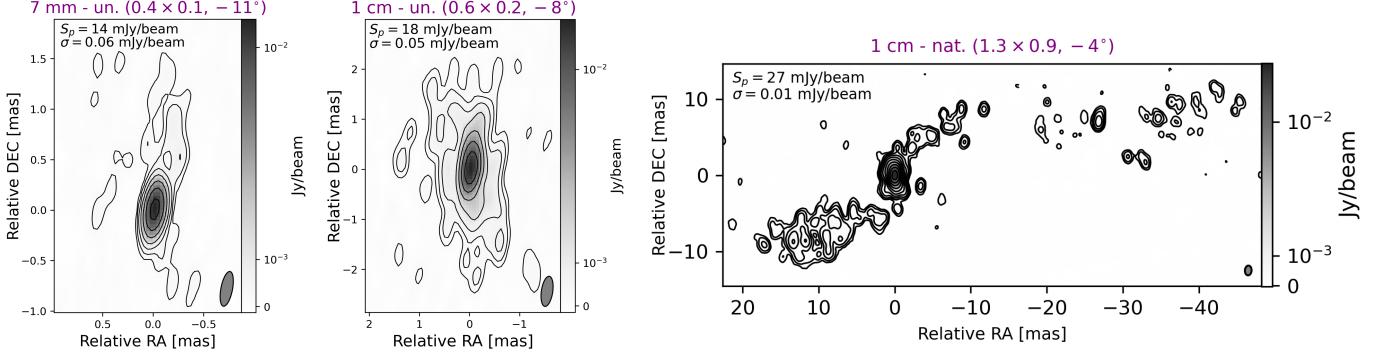 7 mm - un. (0.4 × 0.1, −11°)
S_p = 14 mJy/beam
σ = 0.06 mJy/beam
1.5
1.0
0.5
0.0
−0.5
−1.0
Relative DEC [mas]
0.5
0.0
−0.5
Relative RA [mas]
10⁻²
10⁻³
0
Jy/beam
1 cm - un. (0.6 × 0.2, −8°)
S_p = 18 mJy/beam
σ = 0.05 mJy/beam
2
1
0
−1
−2
Relative DEC [mas]
2
1
0
−1
Relative RA [mas]
10⁻²
10⁻³
0
Jy/beam
1 cm - nat. (1.3 × 0.9, −4°)
S_p = 27 mJy/beam
σ = 0.01 mJy/beam
10
0
−10
Relative DEC [mas]
20
10
0
−10
−20
−30
−40
Relative RA [mas]
10⁻²
10⁻³
0
Jy/beam